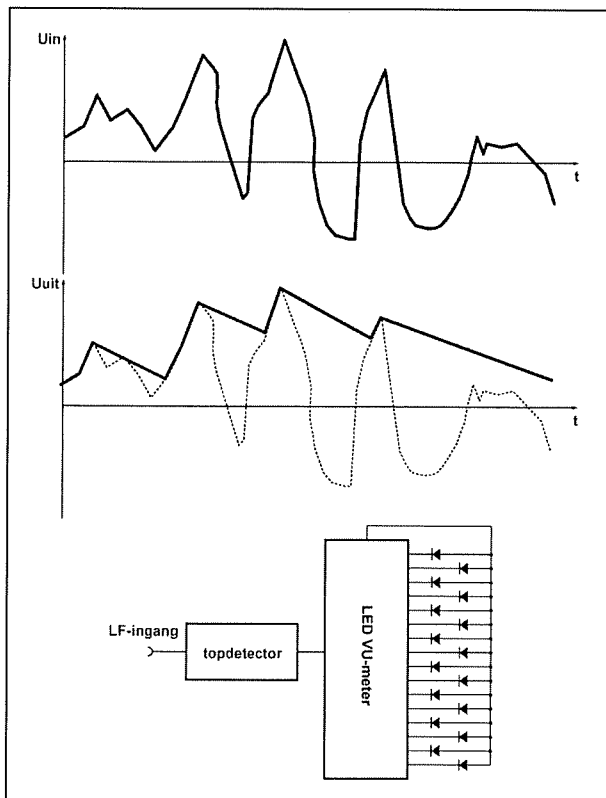 Uin
t
Uuit
t
LF-ingang
topdetector
LED VU-meter